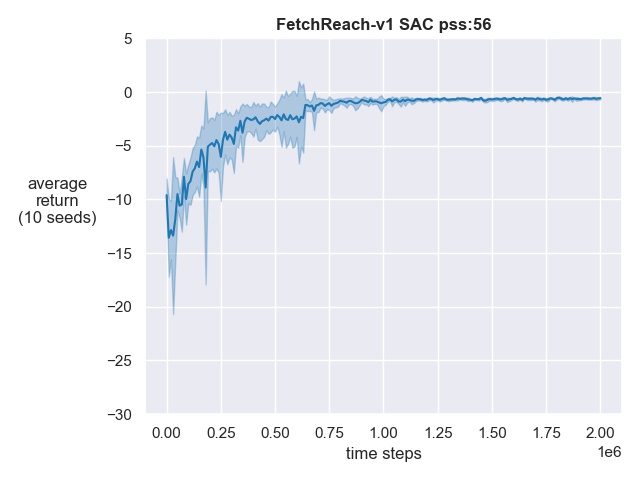 FetchReach-v1 SAC pss:56
5
0
−5
−10
−15
−20
−25
−30
average
return
(10 seeds)
0.00 0.25 0.50 0.75 1.00 1.25 1.50 1.75 2.00
time steps
1e6